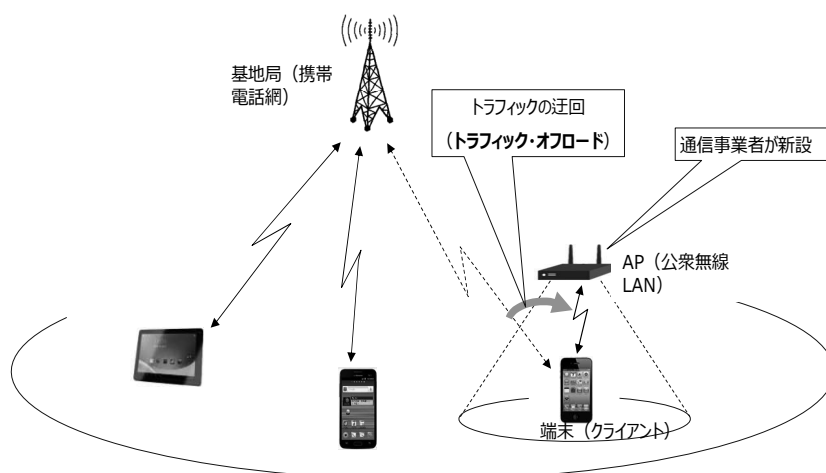 基地局（携帯
電話網）
トラフィックの迂回
（トラフィック・オフロード）
通信事業者が新設
AP（公衆無線
LAN）
端末（クライアント）